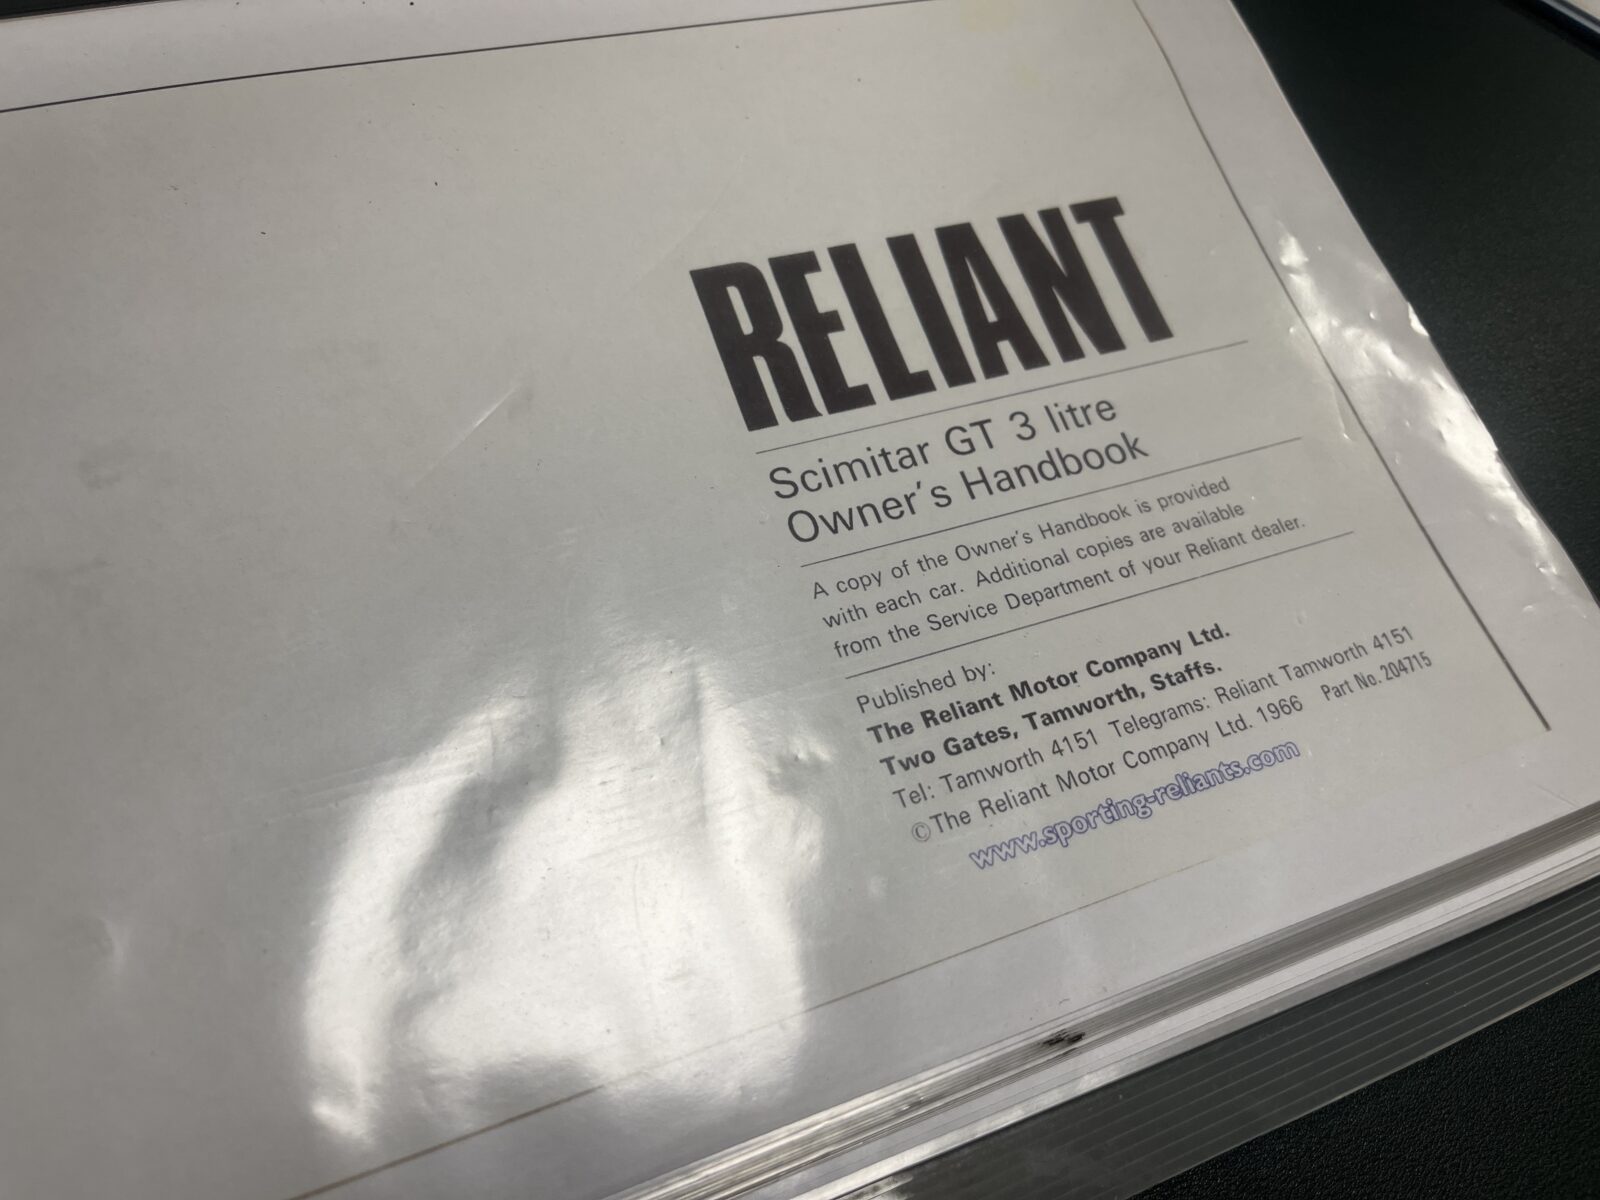 RELIANT
Scimitar GT 3 litre
Owner's Handbook
A copy of the Owner's Handbook is provided
with each car. Additional copies are available
from the Service Department of your Reliant dealer.
Published by:
The Reliant Motor Company Ltd.
Two Gates, Tamworth, Staffs.
Tel: Tamworth 4151 Telegrams: Reliant Tamworth 4151
©The Reliant Motor Company Ltd. 1966 Part No. 204715
www.sporting-reliants.com